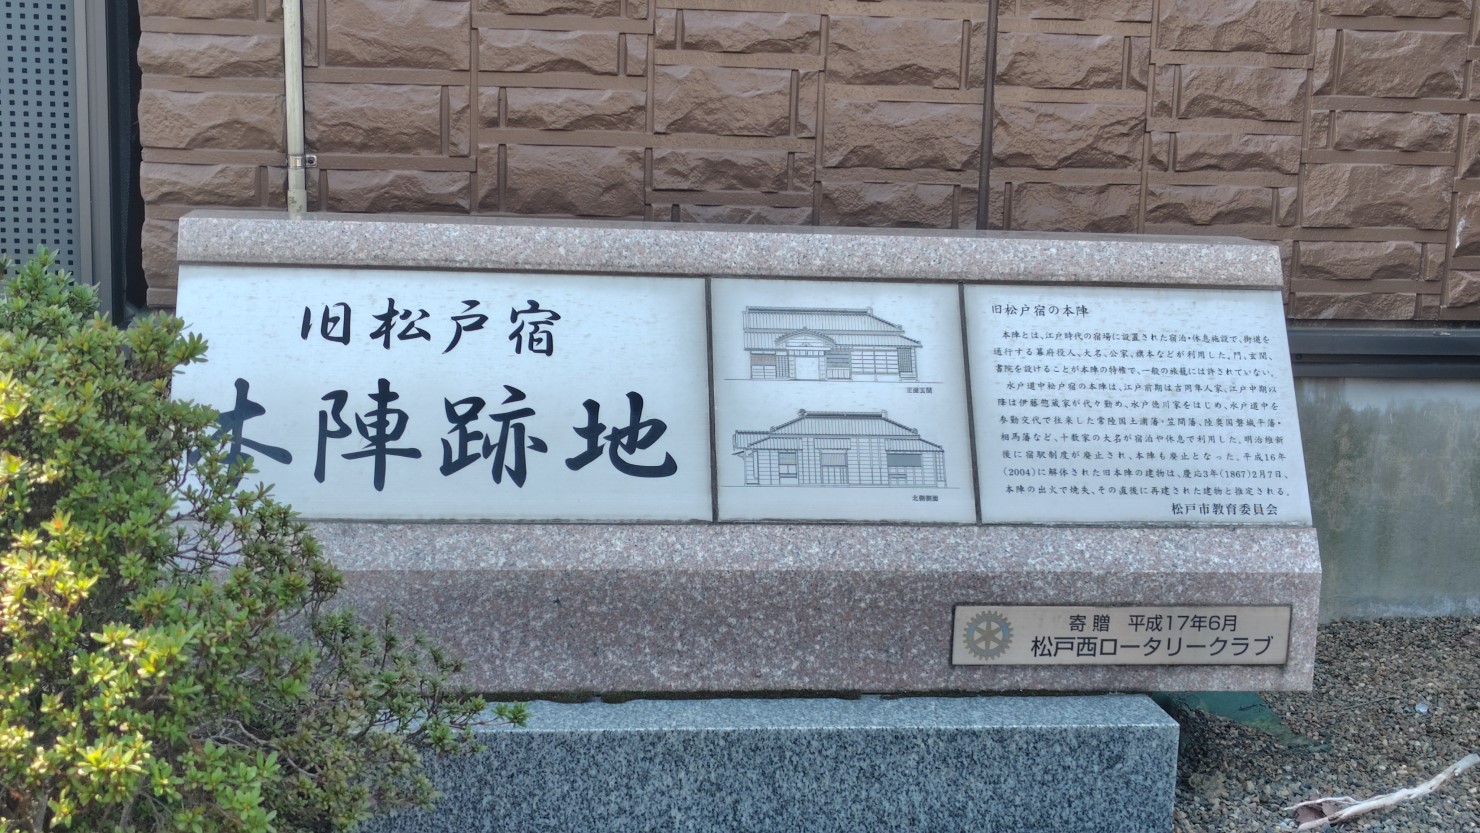 旧松戸宿
本陣跡地
正面玄関
北側側面
旧松戸宿の本陣
本陣とは、江戸時代の宿場に設置された宿泊・休息施設で、街道を
通行する幕府役人、大名、公家、旗本などが利用した。門、玄関、
書院を設けることが本陣の特権で、一般の旅籠には許されていない。
水戸道中松戸宿の本陣は、江戸前期は吉岡隼人家、江戸中期以
降は伊藤惣蔵家が代々勤め、水戸徳川家をはじめ、水戸道中を
参勤交代で往来した常陸国土浦藩・笠間藩、陸奥国磐城平藩・
相馬藩など、十数家の大名が宿泊や休息で利用した。明治維新
後に宿駅制度が廃止され、本陣も廃止となった。平成16年
(2004)に解体された旧本陣の建物は、慶応3年(1867)2月7日、
本陣の出火で焼失、その直後に再建された建物と推定される。
松戸市教育委員会
寄贈 平成17年6月
松戸西ロータリークラブ